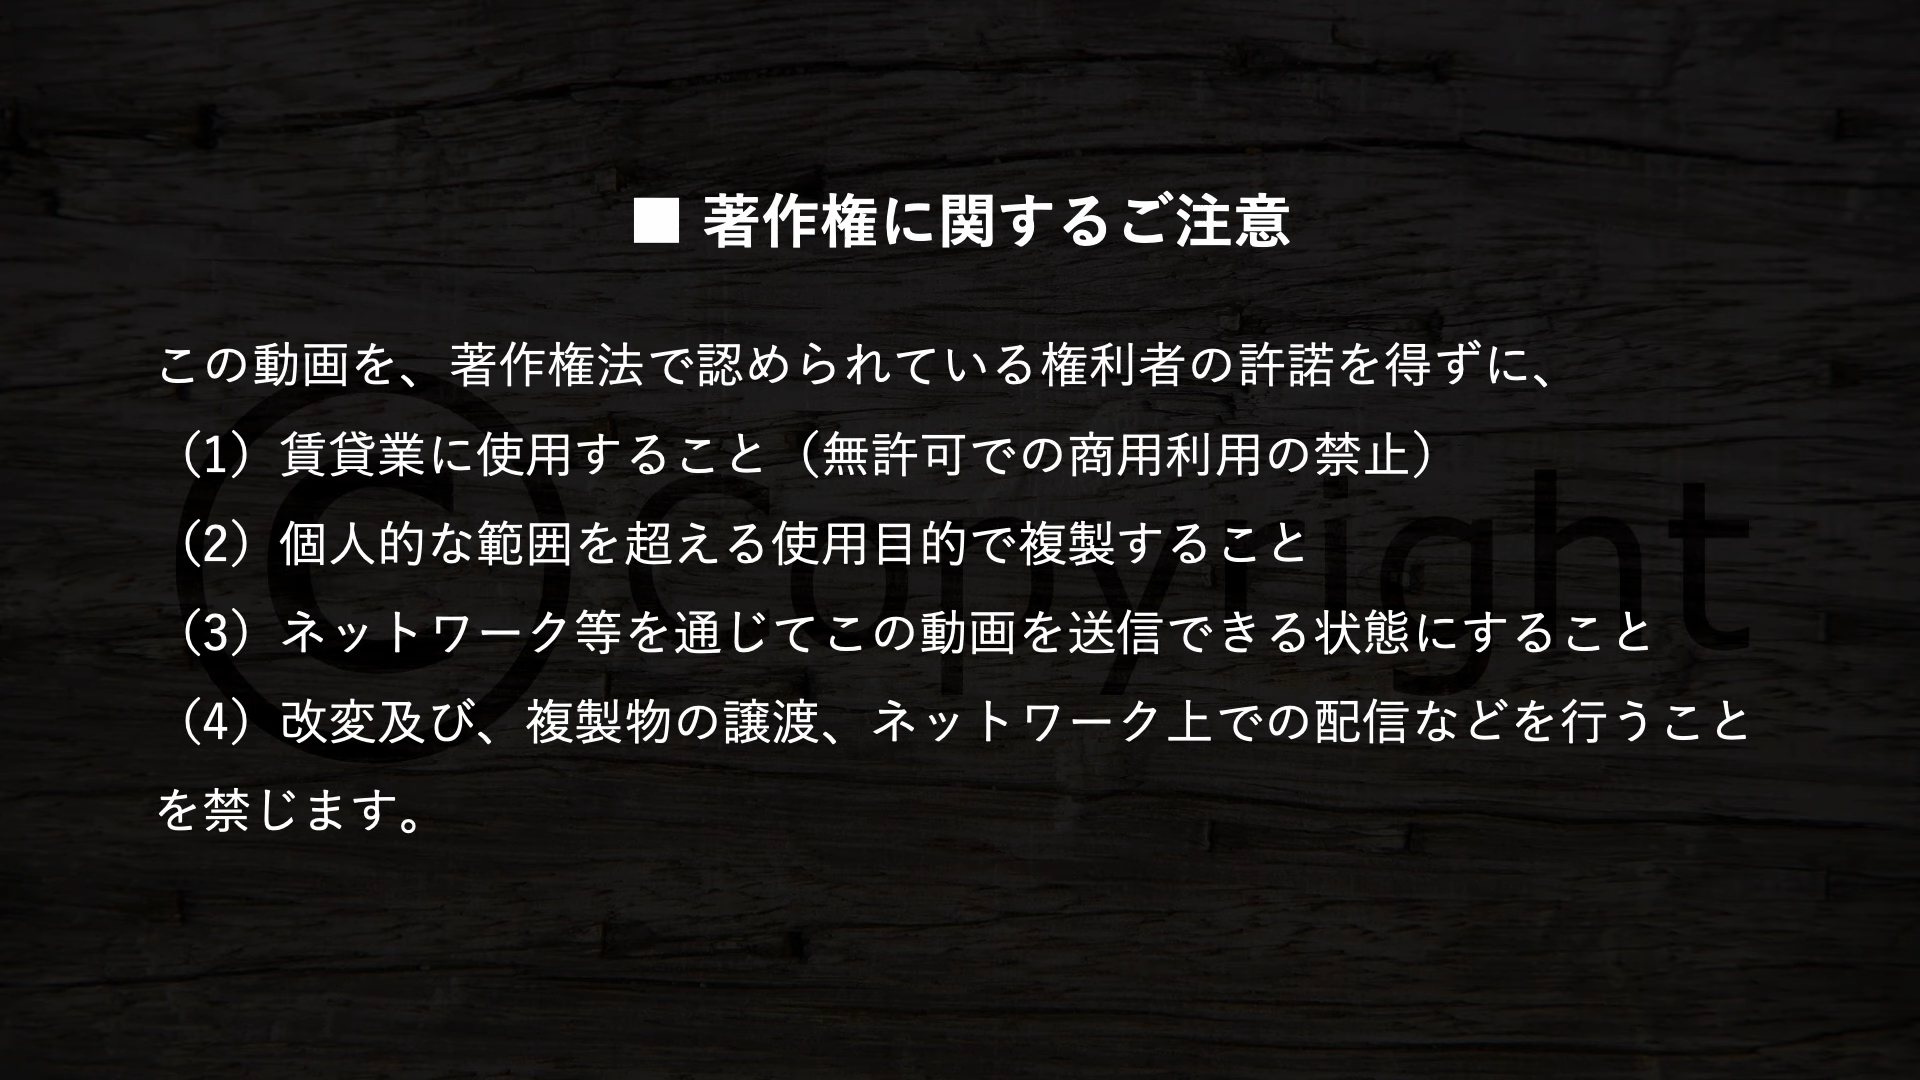 ■ 著作権に関するご注意
この動画を、著作権法で認められている権利者の許諾を得ずに、
（1）賃貸業に使用すること（無許可での商用利用の禁止）
（2）個人的な範囲を超える使用目的で複製すること
（3）ネットワーク等を通じてこの動画を送信できる状態にすること
（4）改変及び、複製物の譲渡、ネットワーク上での配信などを行うこと
を禁じます。
© Copyright